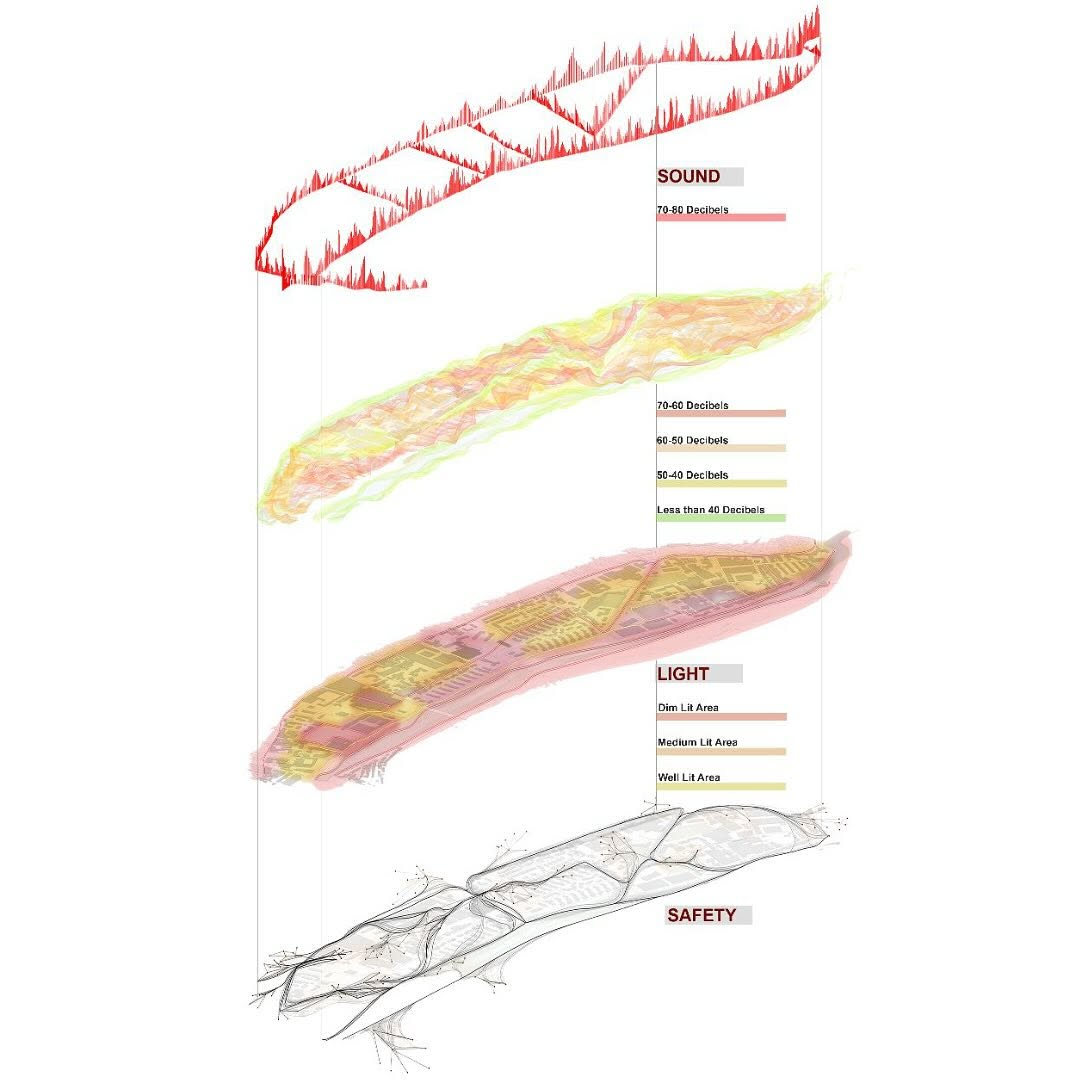 SOUND
70-80 Decibels
70-60 Decibels
60-50 Decibels
50-40 Decibels
Less than 40 Decibels
LIGHT
Dim Lit Area
Medium Lit Area
Well Lit Area
SAFETY